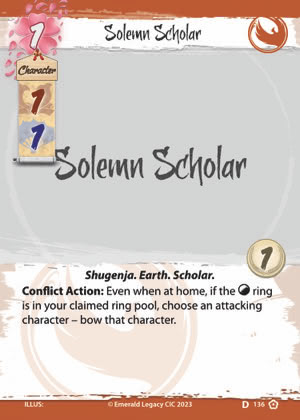 1
Solemn Scholar
Character
1
1
Solemn Scholar
1
Shugenja. Earth. Scholar.
Conflict Action: Even when at home, if the ring
is in your claimed ring pool, choose an attacking
character – bow that character.
ILLUS: © Emerald Legacy CIC 2023 D 136